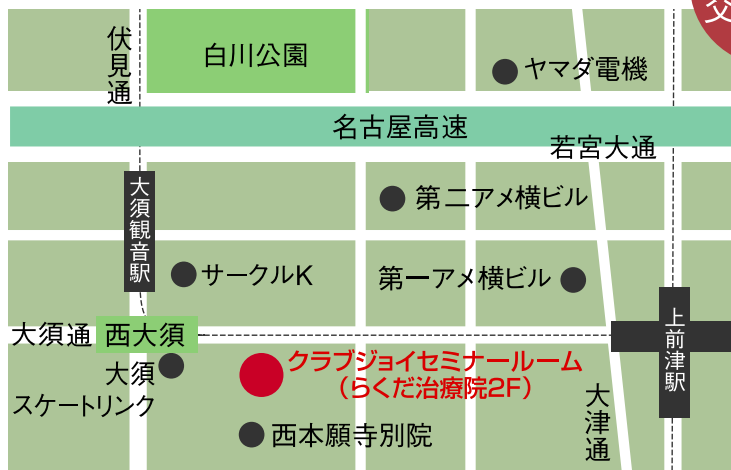 交
伏見通
白川公園
ヤマダ電機
名古屋高速
若宮大通
大須観音駅
第二アメ横ビル
サークルK
第一アメ横ビル
上前津駅
大須通
西大須
クラブジョイセミナールーム
（らくだ治療院2F）
大須
スケートリンク
大津通
西本願寺別院